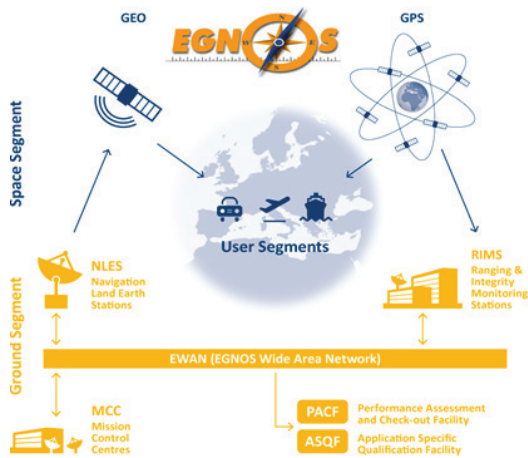 GEO
EGNOS
GPS
W E
S
Space Segment
User Segments
Ground Segment
NLES
Navigation
Land Earth
Stations
RIMS
Ranging &
Integrity
Monitoring
Stations
EWAN (EGNOS Wide Area Network)
MCC
Mission
Control
Centres
PACF
Performance Assessment
and Check-out Facility
ASQF
Application Specific
Qualification Facility